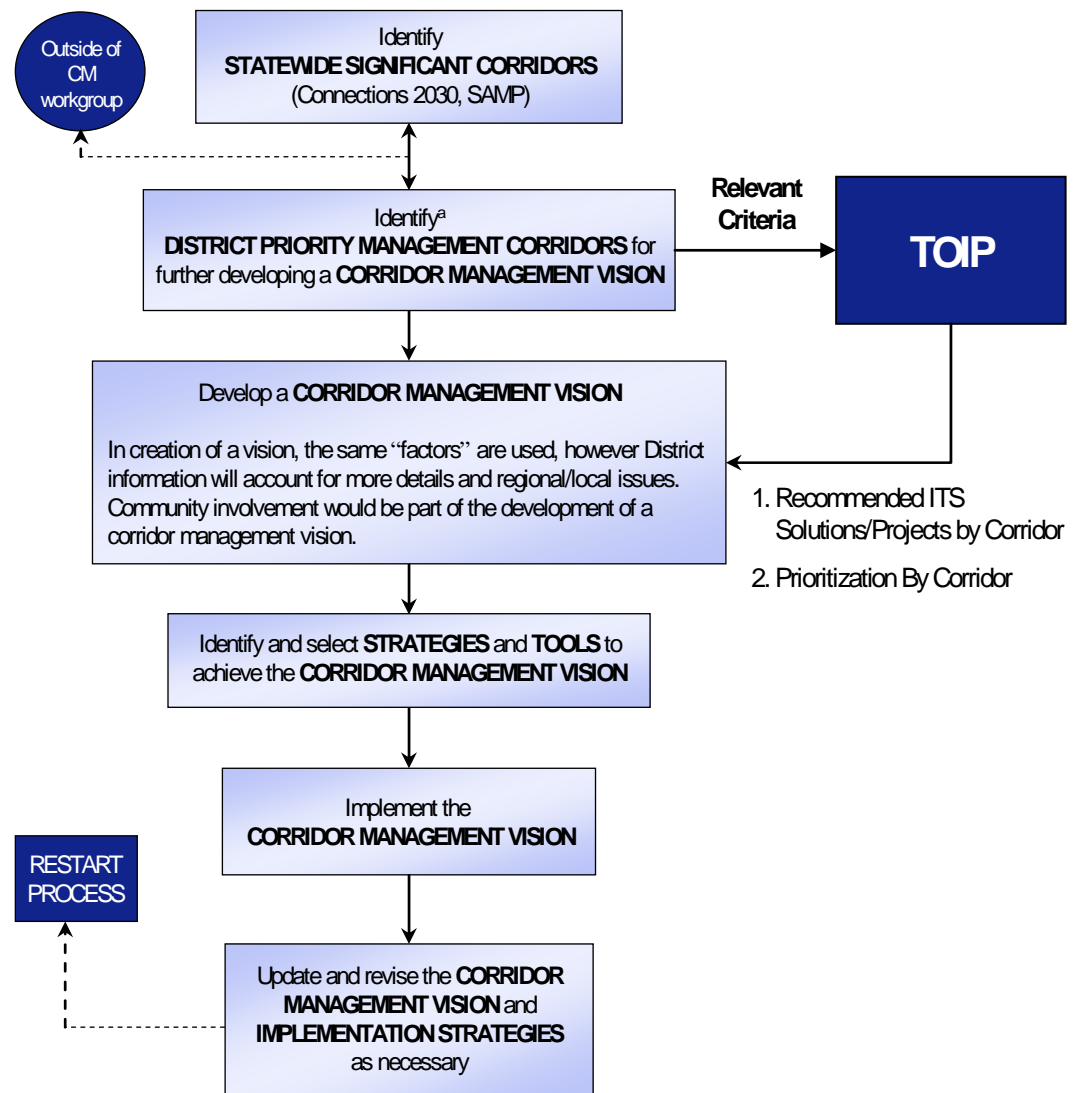 Outside of
CM
workgroup
Identify
STATEWIDE SIGNIFICANT CORRIDORS
(Connections 2030, SAMP)
Identifyª
DISTRICT PRIORITY MANAGEMENT CORRIDORS for
further developing a CORRIDOR MANAGEMENT VISION
Relevant
Criteria
TOIP
Develop a CORRIDOR MANAGEMENT VISION
In creation of a vision, the same “factors” are used, however District
information will account for more details and regional/local issues.
Community involvement would be part of the development of a
corridor management vision.
1. Recommended ITS
Solutions/Projects by Corridor
2. Prioritization By Corridor
Identify and select STRATEGIES and TOOLS to
achieve the CORRIDOR MANAGEMENT VISION
Implement the
CORRIDOR MANAGEMENT VISION
RESTART
PROCESS
Update and revise the CORRIDOR
MANAGEMENT VISION and
IMPLEMENTATION STRATEGIES
as necessary